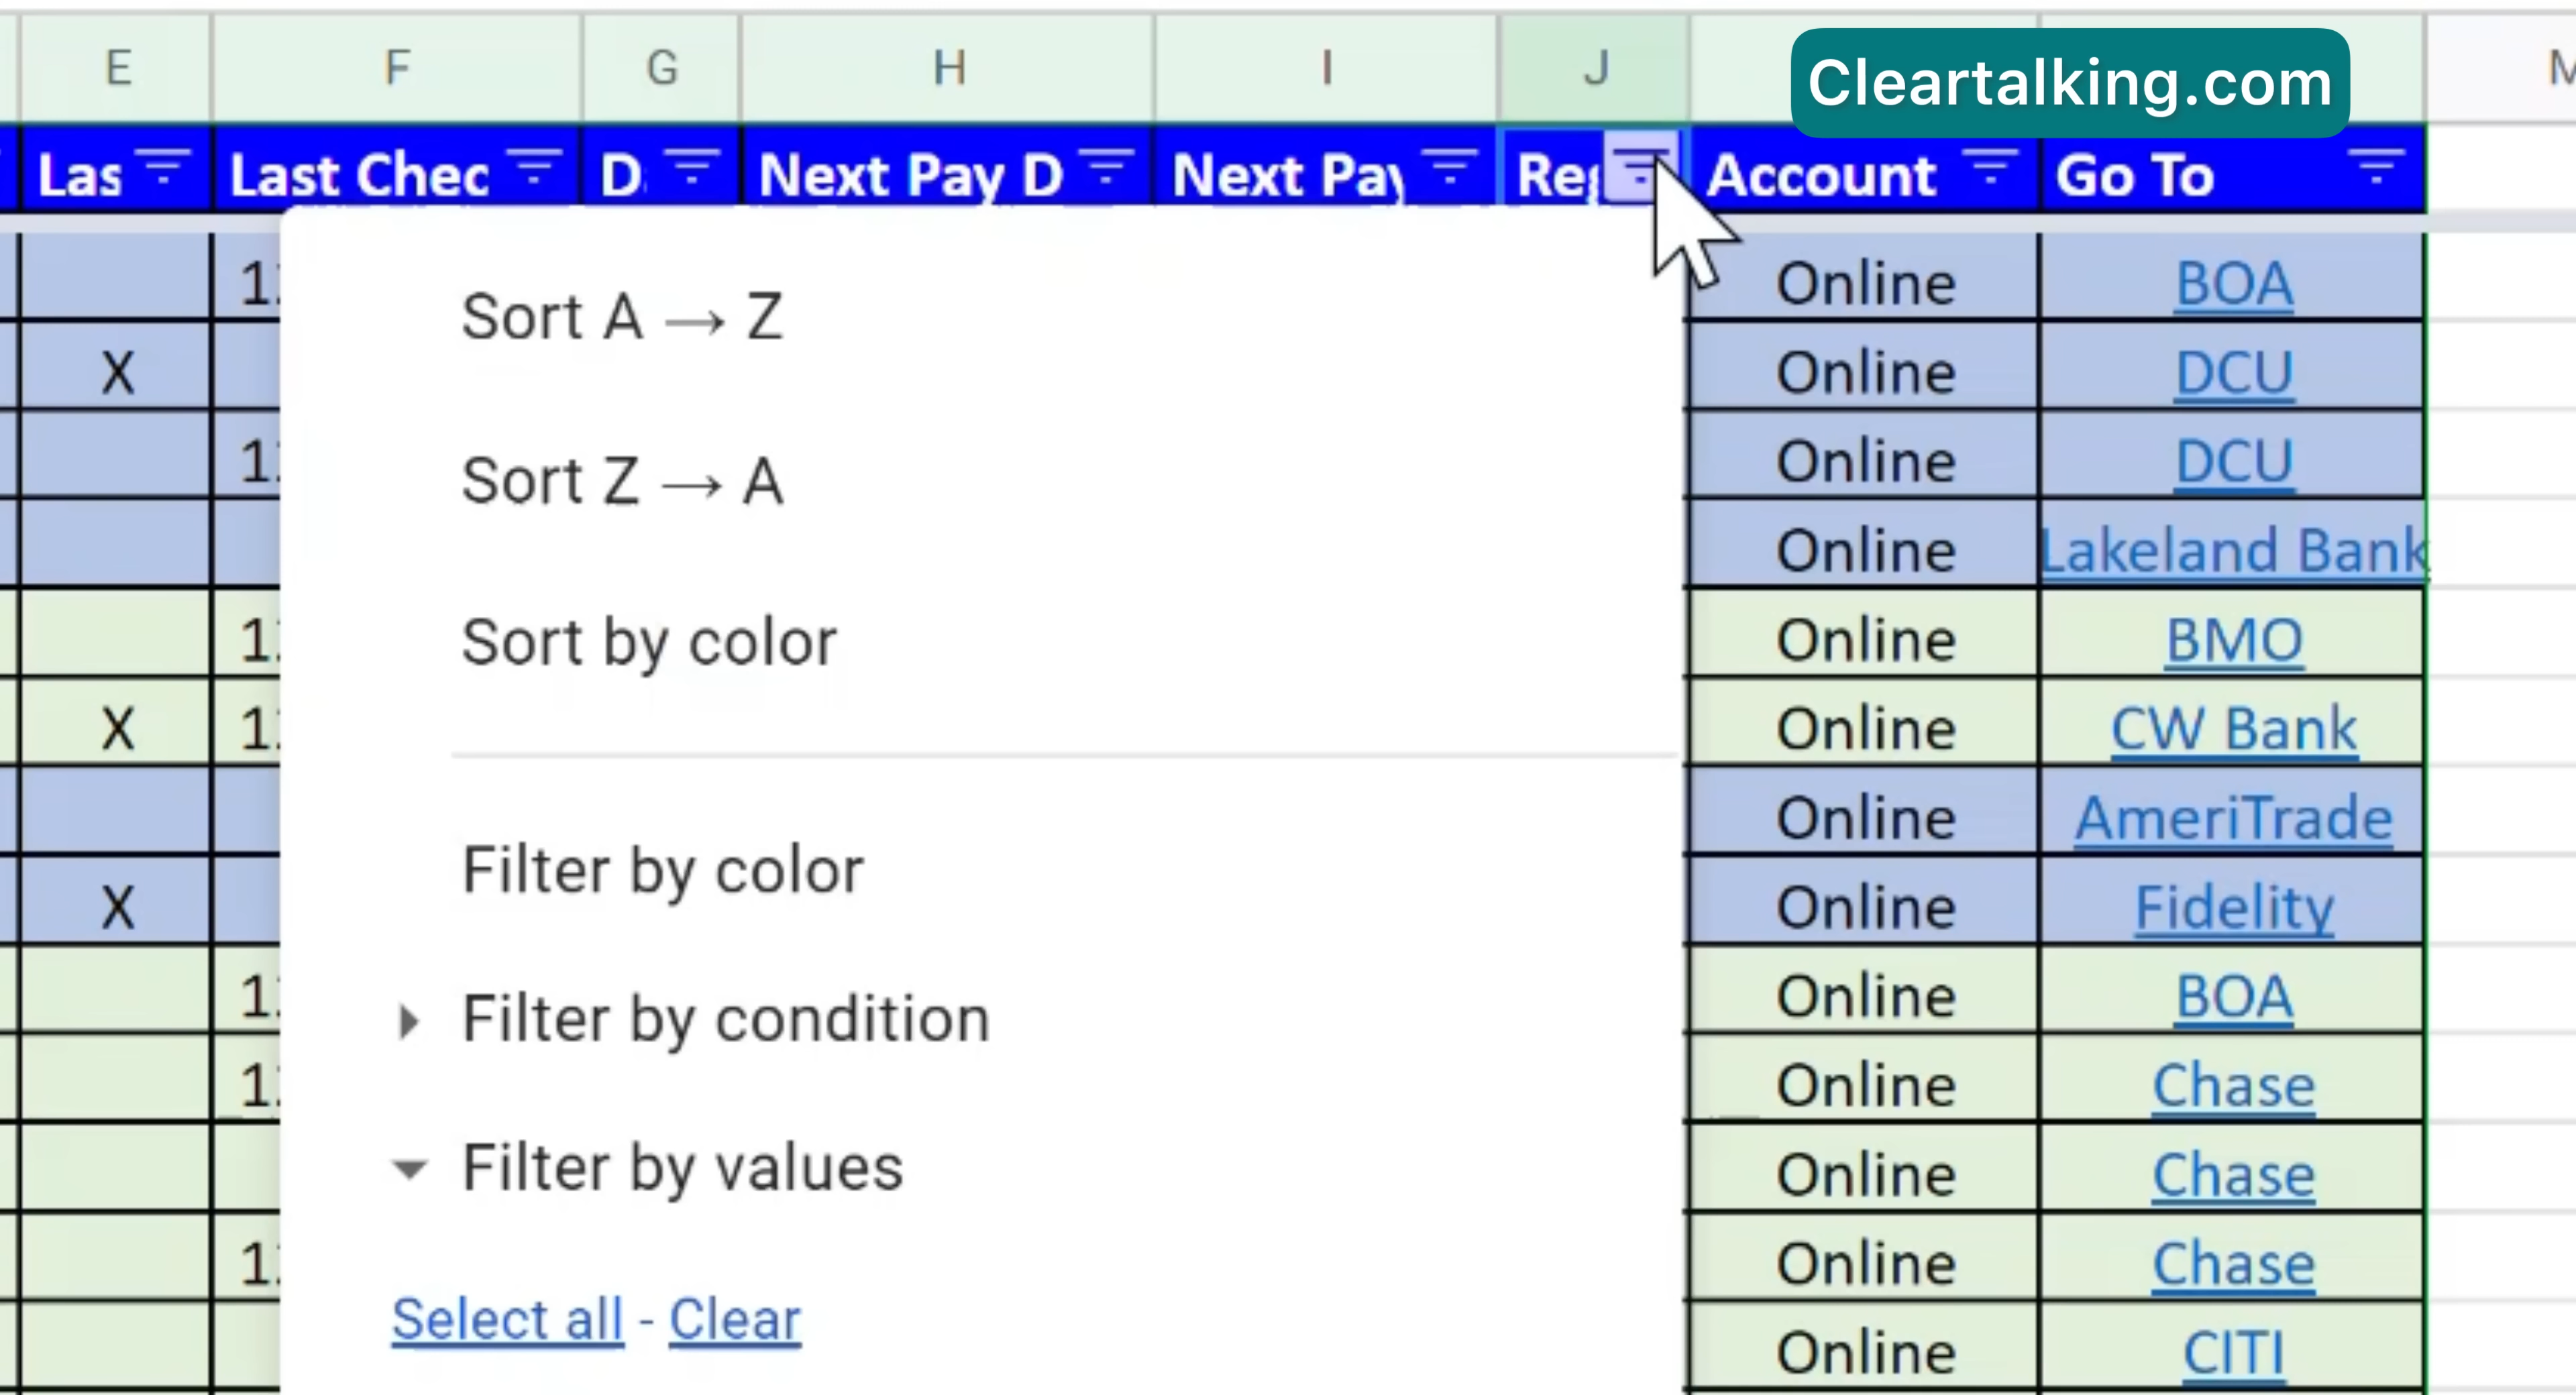 E F G H I J M
Cleartalking.com
Las Last Chec D Next Pay D Next Pay Reg Account Go To
Sort A → Z
Sort Z → A
Sort by color
Filter by color
Filter by condition
Filter by values
Select all - Clear
Online BOA
X Online DCU
Online DCU
Online Lakeland Bank
Online BMO
X Online CW Bank
Online AmeriTrade
X Online Fidelity
Online BOA
Online Chase
Online Chase
Online Chase
Online CITI